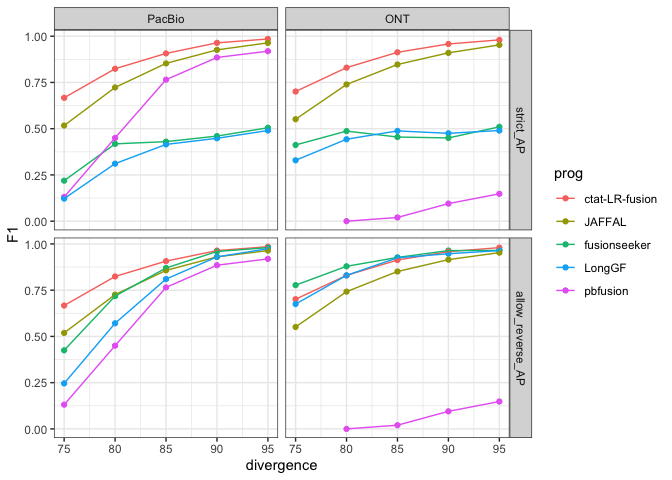 PacBio
ONT
1.00
0.75
0.50
0.25
0.00
strict_AP
1.00
0.75
0.50
0.25
0.00
allow_reverse_AP
75 80 85 90 95
75 80 85 90 95
divergence
F1
prog
ctat-LR-fusion
JAFFAL
fusionseeker
LongGF
pbfusion